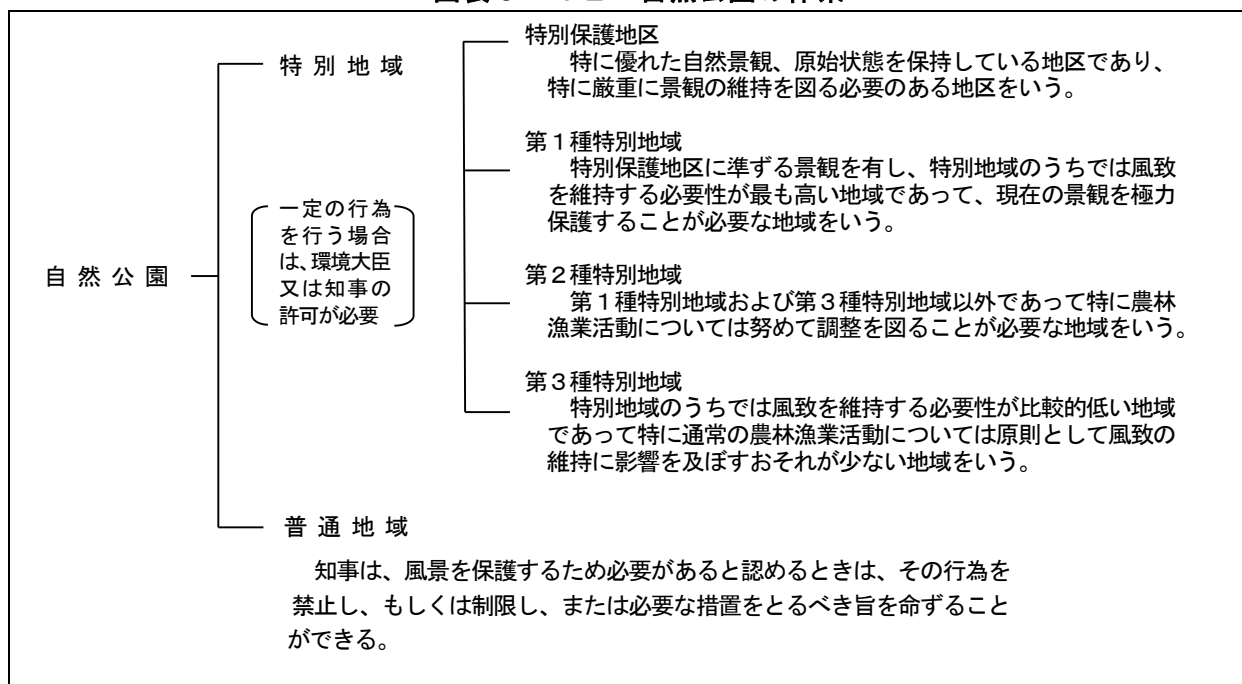 特別地域
一定の行為
を行う場合
は、環境大臣
又は知事の
許可が必要
自然公園
特別保護地区
特に優れた自然景観、原始状態を保持している地区であり、
特に厳重に景観の維持を図る必要のある地区をいう。
第１種特別地域
特別保護地区に準ずる景観を有し、特別地域のうちでは風致
を維持する必要性が最も高い地域であって、現在の景観を極力
保護することが必要な地域をいう。
第２種特別地域
第１種特別地域および第３種特別地域以外であって特に農林
漁業活動については努めて調整を図ることが必要な地域をいう。
第３種特別地域
特別地域のうちでは風致を維持する必要性が比較的低い地域
であって特に通常の農林漁業活動については原則として風致の
維持に影響を及ぼすおそれが少ない地域をいう。
普通地域
知事は、風景を保護するため必要があると認めるときは、その行為を
禁止し、もしくは制限し、または必要な措置をとるべき旨を命ずること
ができる。